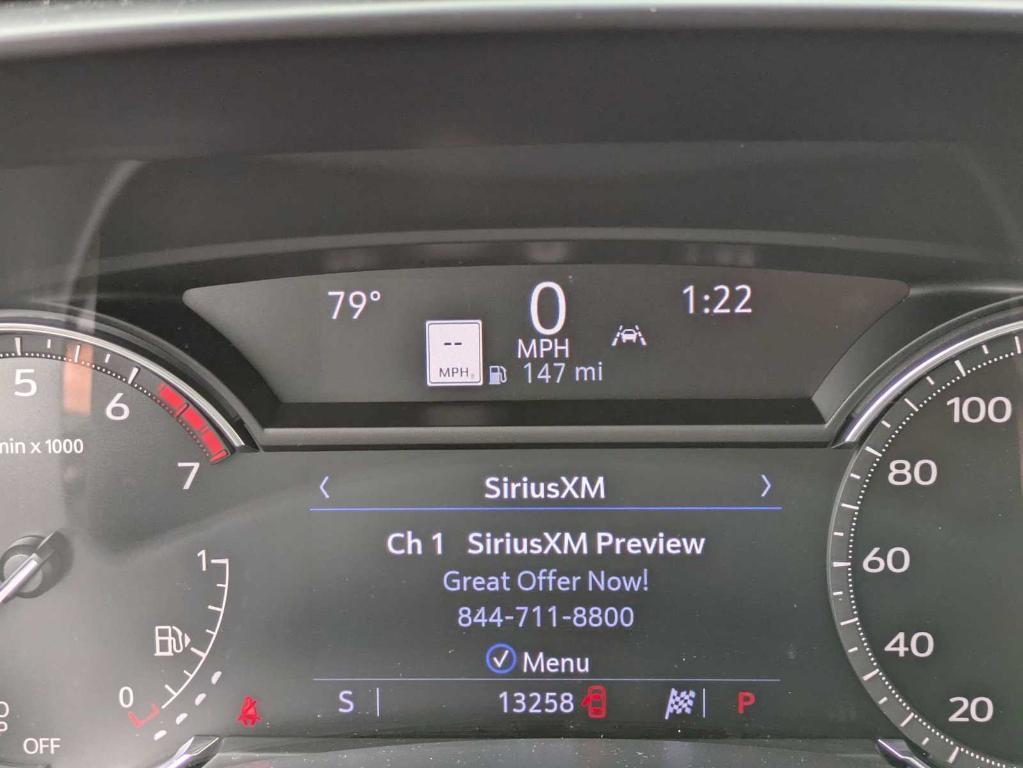 79°
0
MPH
1:22
--
MPH
147 mi
5
6
7
min x 1000
100
80
60
40
20
‹ SiriusXM ›
Ch 1 SiriusXM Preview
Great Offer Now!
844-711-8800
Menu
1
0
S
13258
P
OFF